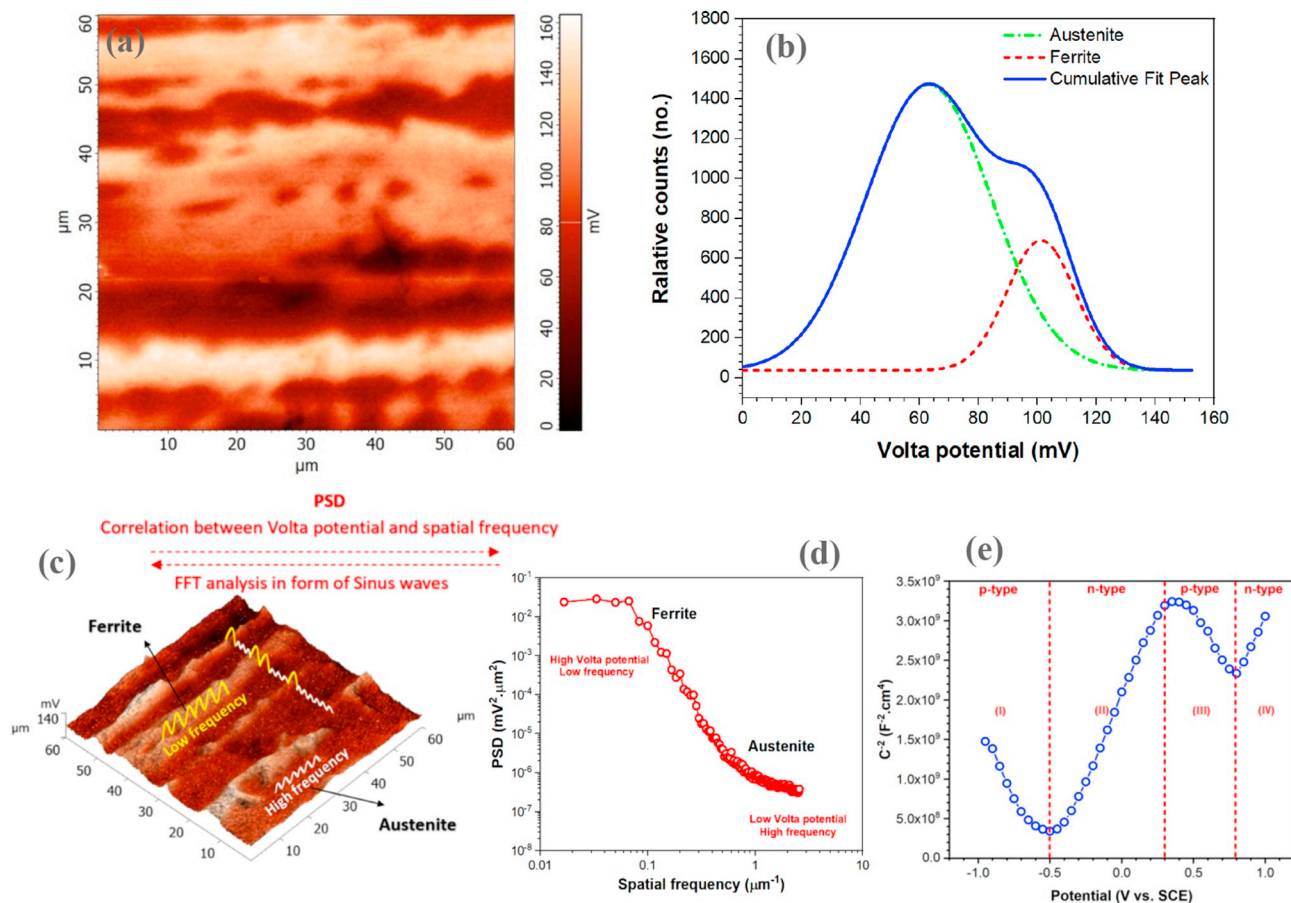 (a)
60
50
40
30
20
10
μm
10
20
30
40
50
60
μm
160
140
120
100
80
60
40
20
0
mV
(b)
Austenite
Ferrite
Cumulative Fit Peak
1800
1600
1400
1200
1000
800
600
400
200
0
Ralative counts (no.)
0
20
40
60
80
100
120
140
160
Volta potential (mV)
PSD
Correlation between Volta potential and spatial frequency
FFT analysis in form of Sinus waves
(c)
Ferrite
Low frequency
High frequency
Austenite
mV
140
μm
60
50
40
30
20
10
10
20
30
40
50
60
μm
(d)
10⁻¹
10⁻²
10⁻³
10⁻⁴
10⁻⁵
10⁻⁶
10⁻⁷
10⁻⁸
PSD (mV².μm²)
Ferrite
High Volta potential
Low frequency
Austenite
Low Volta potential
High frequency
0.01
0.1
1
10
Spatial frequency (μm⁻¹)
(e)
p-type
n-type
p-type
n-type
3.5x10⁹
3.0x10⁹
2.5x10⁹
2.0x10⁹
1.5x10⁹
1.0x10⁹
5.0x10⁸
0.0
C⁻² (F⁻².cm⁴)
(I)
(II)
(III)
(IV)
-1.0
-0.5
0.0
0.5
1.0
Potential (V vs. SCE)